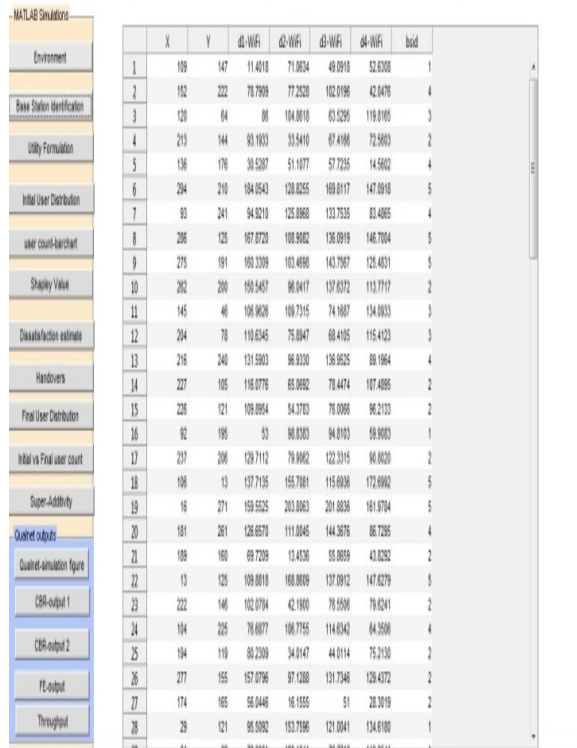 MATLAB Simulations
Environment
Base Station Identification
Utility Formulation
Initial User Distribution
user count-barchart
Shapley Value
Dissatisfaction estimate
Handovers
Final User Distribution
Initial vs Final user count
Super-Additivity
Qualnet outputs
Qualnet-simulation figure
CBR-output 1
CBR-output 2
FE-output
Throughput
X Y d1-WiFi d2-WiFi d3-WiFi d4-WiFi bsid
1 109 147 11.4018 71.0634 49.0918 52.6308 1
2 152 222 78.7909 77.2528 102.0196 42.0476 4
3 120 64 86 104.8618 63.5295 119.8165 3
4 213 144 93.1933 33.5410 67.4166 72.5603 2
5 136 176 30.5287 51.1077 57.7235 14.5602 4
6 294 210 184.0543 128.8255 169.8117 147.0918 5
7 93 241 94.9210 125.8968 133.7535 83.4865 4
8 286 125 167.8720 108.9082 136.0919 146.7004 5
9 275 191 160.3309 103.4698 143.7567 125.4831 5
10 262 200 150.5457 96.0417 137.6372 113.7717 2
11 145 46 106.9626 109.7315 74.1687 134.0933 3
12 204 78 110.6345 75.8947 68.4105 115.4123 3
13 216 240 131.5903 96.9330 136.9525 89.1964 4
14 227 105 116.0776 65.0692 78.4474 107.4895 2
15 226 121 109.8954 54.3783 76.0066 96.2133 2
16 92 195 53 98.8383 94.8103 59.9083 1
17 237 206 129.7112 79.9062 122.3315 90.8020 2
18 106 13 137.7135 155.7081 115.6936 172.6992 5
19 16 271 159.5525 203.8063 201.8836 161.9784 5
20 181 261 126.6570 111.0045 144.3676 86.7295 4
21 189 160 69.7209 13.4536 55.8659 43.8292 2
22 13 125 109.8818 168.8609 137.0912 147.6279 5
23 222 146 102.0784 42.1900 76.5506 79.6241 2
24 104 225 76.6877 106.7755 114.6342 64.3506 4
25 194 119 80.2309 34.0147 44.0114 75.2130 2
26 277 155 157.0796 97.1288 131.7346 129.4372 2
27 174 165 56.0446 16.1555 51 28.3019 2
28 29 121 95.5092 153.7596 121.0041 134.6180 1